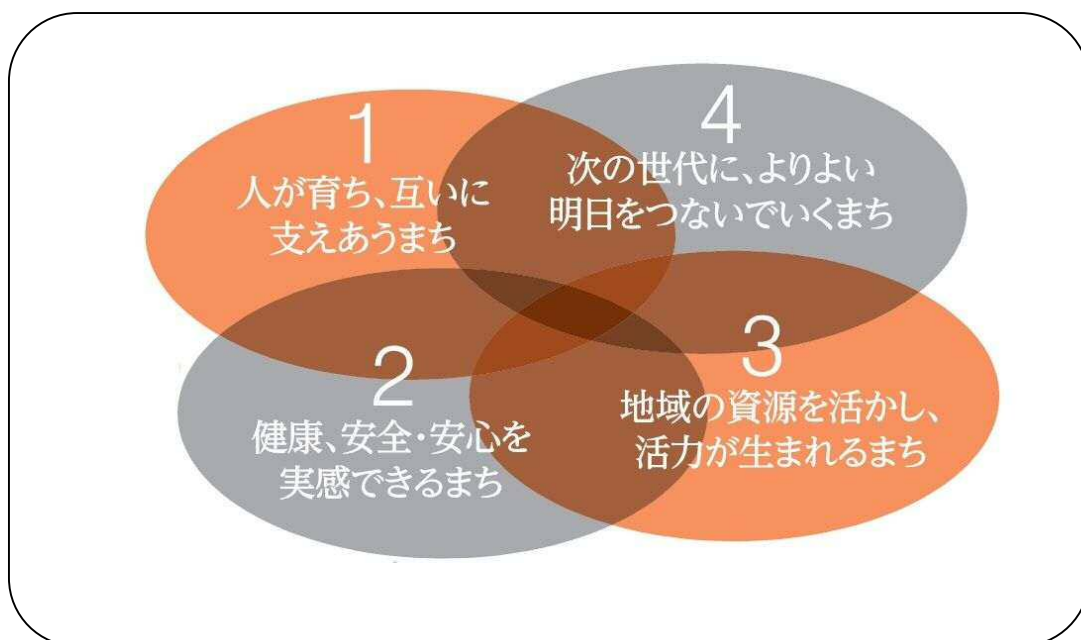 1
人が育ち、互いに
支えあうまち
2
健康、安全・安心を
実感できるまち
3
地域の資源を活かし、
活力が生まれるまち
4
次の世代に、よりよい
明日をつないでいくまち